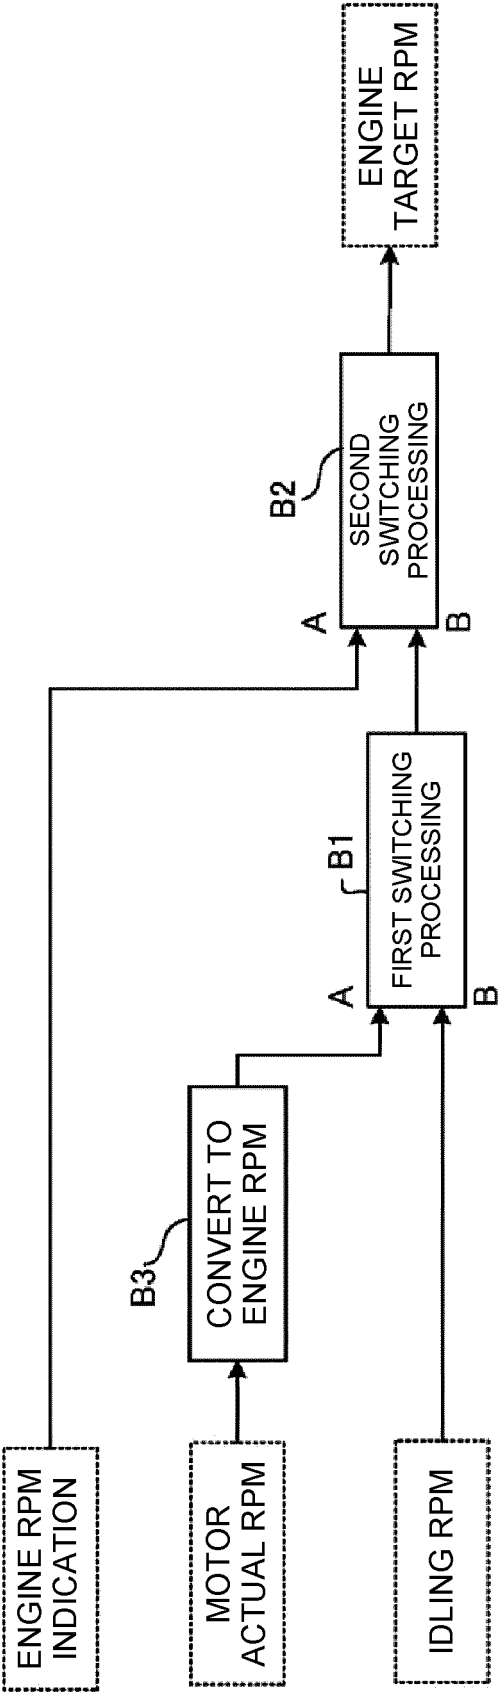 ENGINE RPM
INDICATION
MOTOR
ACTUAL RPM
IDLING RPM
B3
CONVERT TO
ENGINE RPM
A
B
B1
FIRST SWITCHING
PROCESSING
A
B
B2
SECOND
SWITCHING
PROCESSING
ENGINE
TARGET RPM